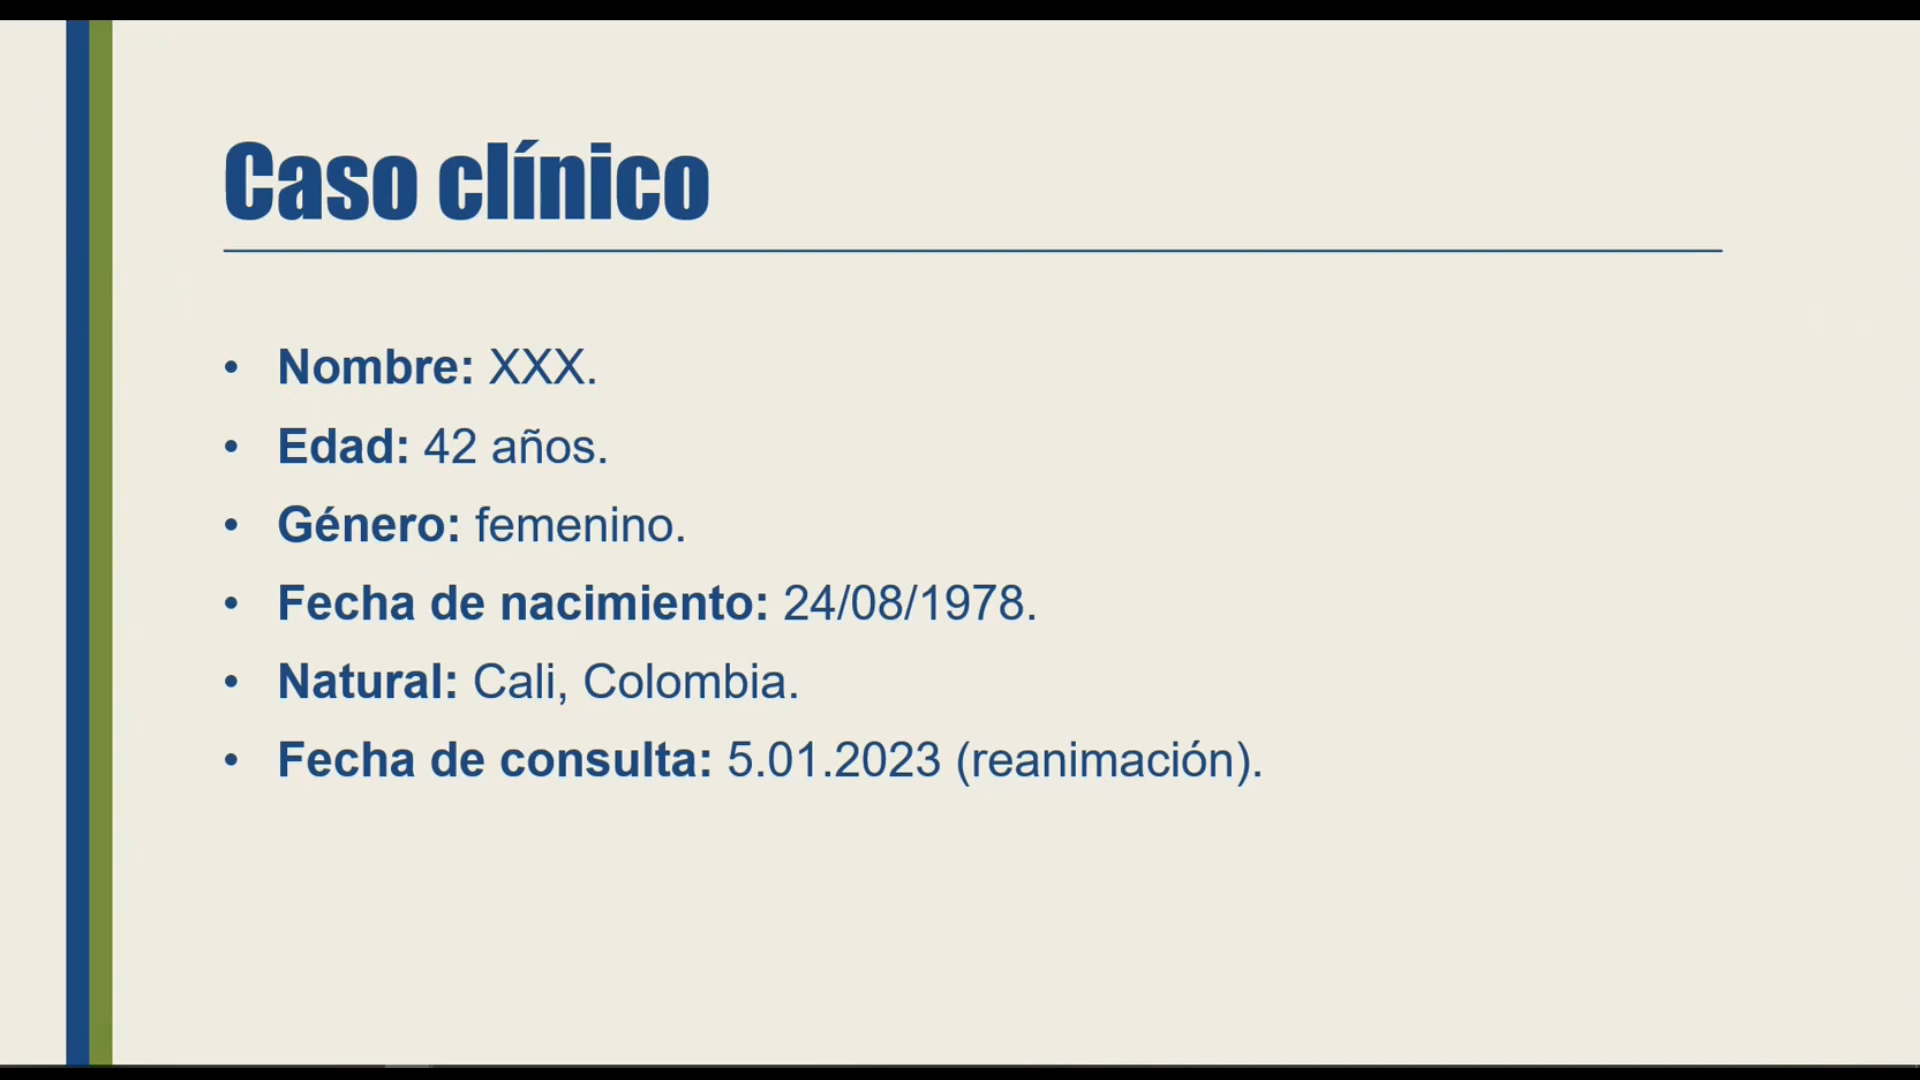 Caso clínico
• Nombre: XXX.
• Edad: 42 años.
• Género: femenino.
• Fecha de nacimiento: 24/08/1978.
• Natural: Cali, Colombia.
• Fecha de consulta: 5.01.2023 (reanimación).